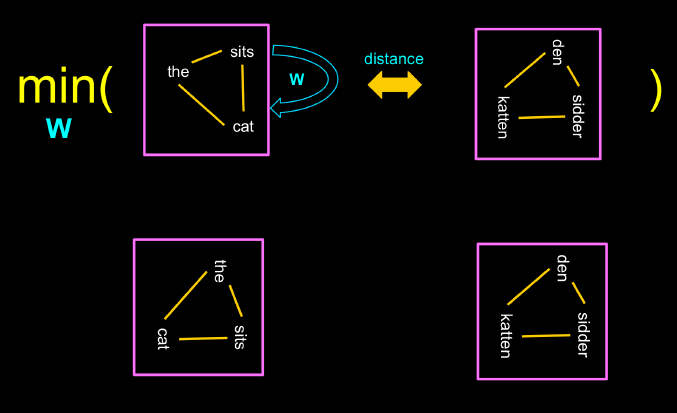 min(
W
the
sits
cat
W
distance
den
katten
sidder
)
the
cat
sits
den
katten
sidder